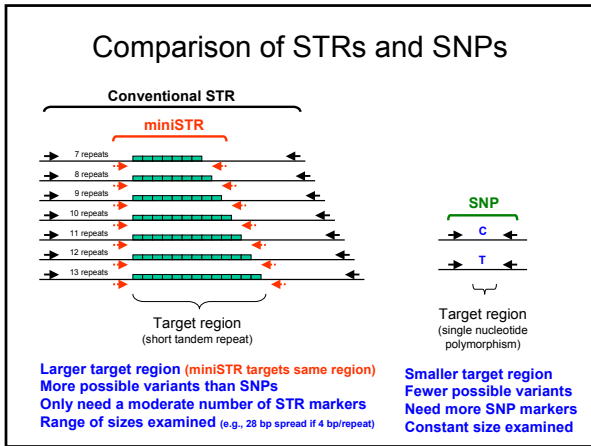 Comparison of STRs and SNPs
Conventional STR
miniSTR
7 repeats
8 repeats
9 repeats
10 repeats
11 repeats
12 repeats
13 repeats
Target region
(short tandem repeat)
Larger target region (miniSTR targets same region)
More possible variants than SNPs
Only need a moderate number of STR markers
Range of sizes examined (e.g., 28 bp spread if 4 bp/repeat)
SNP
C
T
Target region
(single nucleotide
polymorphism)
Smaller target region
Fewer possible variants
Need more SNP markers
Constant size examined